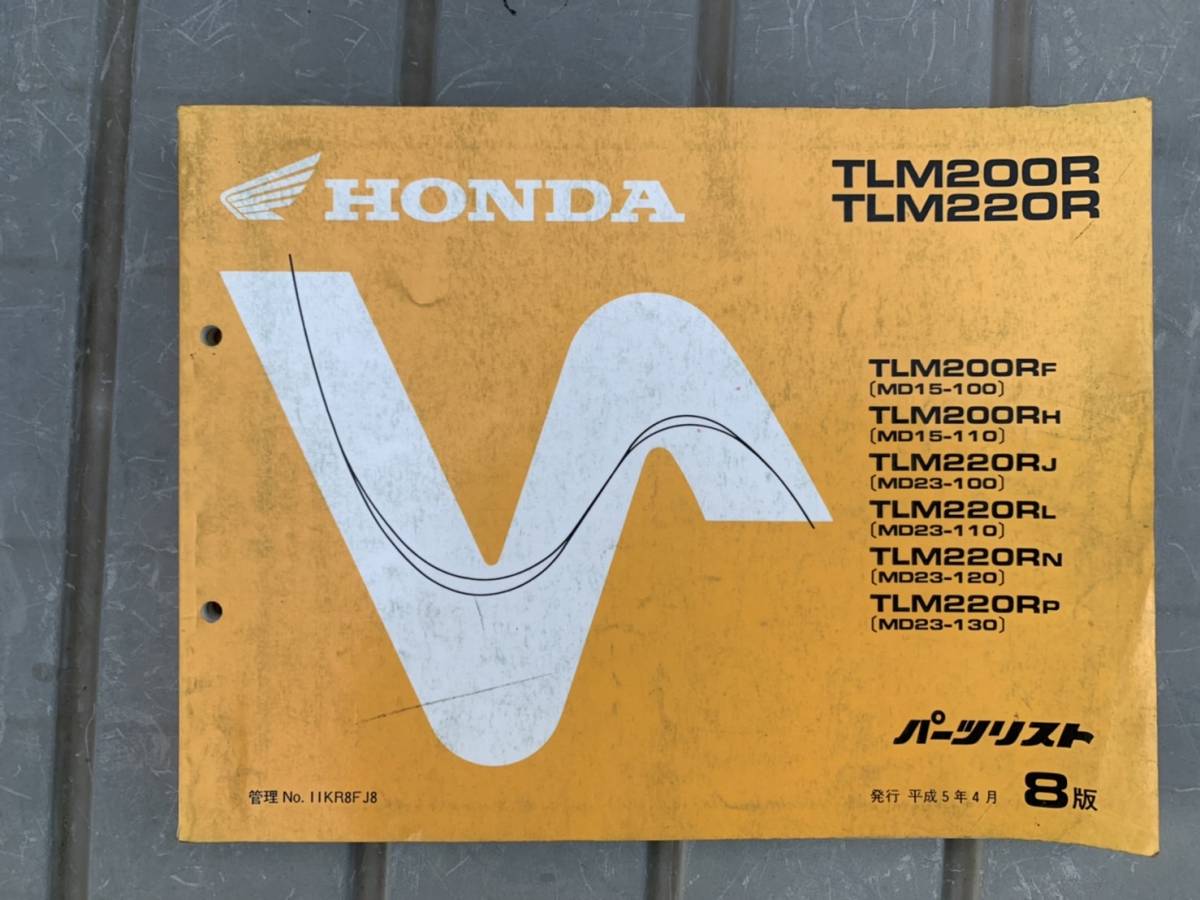 HONDA
TLM200R
TLM220R
TLM200RF
〔MD15-100〕
TLM200RH
〔MD15-110〕
TLM220RJ
〔MD23-100〕
TLM220RL
〔MD23-110〕
TLM220RN
〔MD23-120〕
TLM220RP
〔MD23-130〕
パーツリスト
管理 No. 11KR8FJ8
発行 平成5年4月 8版